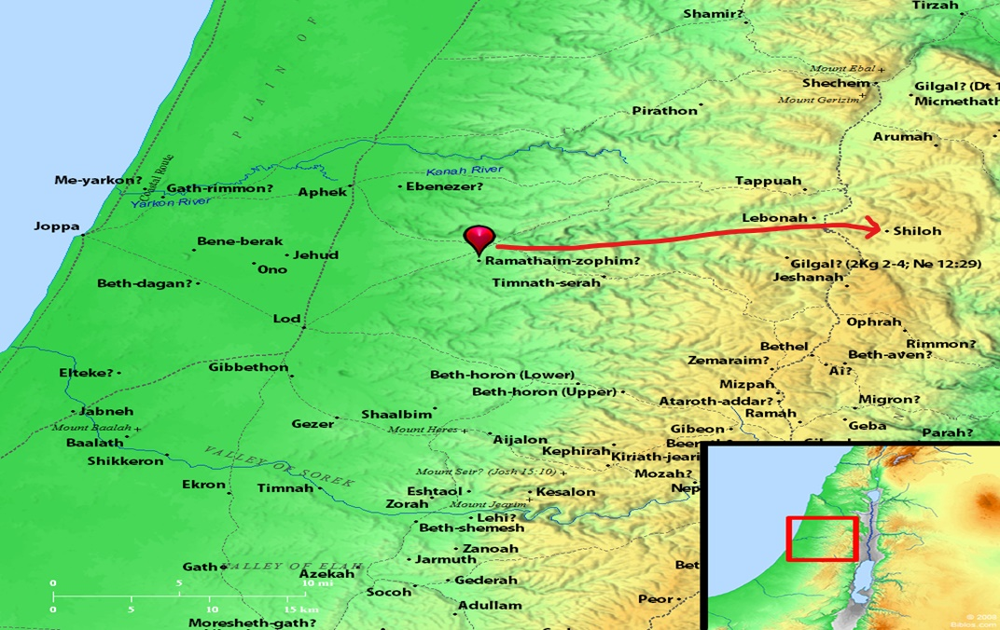 Shamir?
Tirzah
PLAIN OF
Mount Ebal
Shechem
Gilgal? (Dt 1
Mount Gerizim
Micmethath
Pirathon
Arumah
Kanah River
Me-yarkon?
Coastal Route
Gath-rimmon?
Aphek
Ebenezer?
Tappuah
Yarkon River
Joppa
Lebonah
Shiloh
Bene-berak
Jehud
Ono
Ramathaim-zophim?
Gilgal? (2Kg 2-4; Ne 12:29)
Beth-dagan?
Timnath-serah
Jeshanah
Lod
Ophrah
Bethel
Rimmon?
Zemaraim?
Beth-aven?
Elteke?
Gibbethon
Beth-horon (Lower)
Ai?
Beth-horon (Upper)
Mizpah
Ataroth-addar?
Migron?
Jabneh
Shaalbim
Ramah
Mount Baalah
Gezer
Mount Heres
Gibeon
Geba
Parah?
Baalath
Aijalon
Kephirah
Beer
Shikkeron
Kiriath-jeari
VALLEY OF SOREK
Mount Seir? (Josh 15:10)
Mozah?
Ekron
Timnah
Eshtaol
Kesalon
Nep
Zorah
Mount Jearim
Lehi?
Beth-shemesh
Zanoah
Jarmuth
Gath
VALLEY OF ELAH
Azekah
Bet
Gederah
Socoh
Peor
Adullam
0 5 10 mi
0 5 10 15 km
Moresheth-gath?
© 2009
Biblos.com